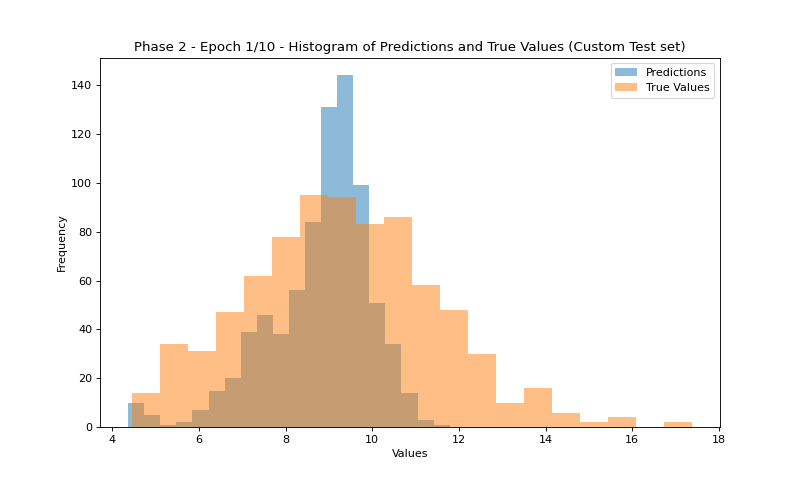 Phase 2 - Epoch 1/10 - Histogram of Predictions and True Values (Custom Test set)
Predictions
True Values
Frequency
140
120
100
80
60
40
20
0
4 6 8 10 12 14 16 18
Values